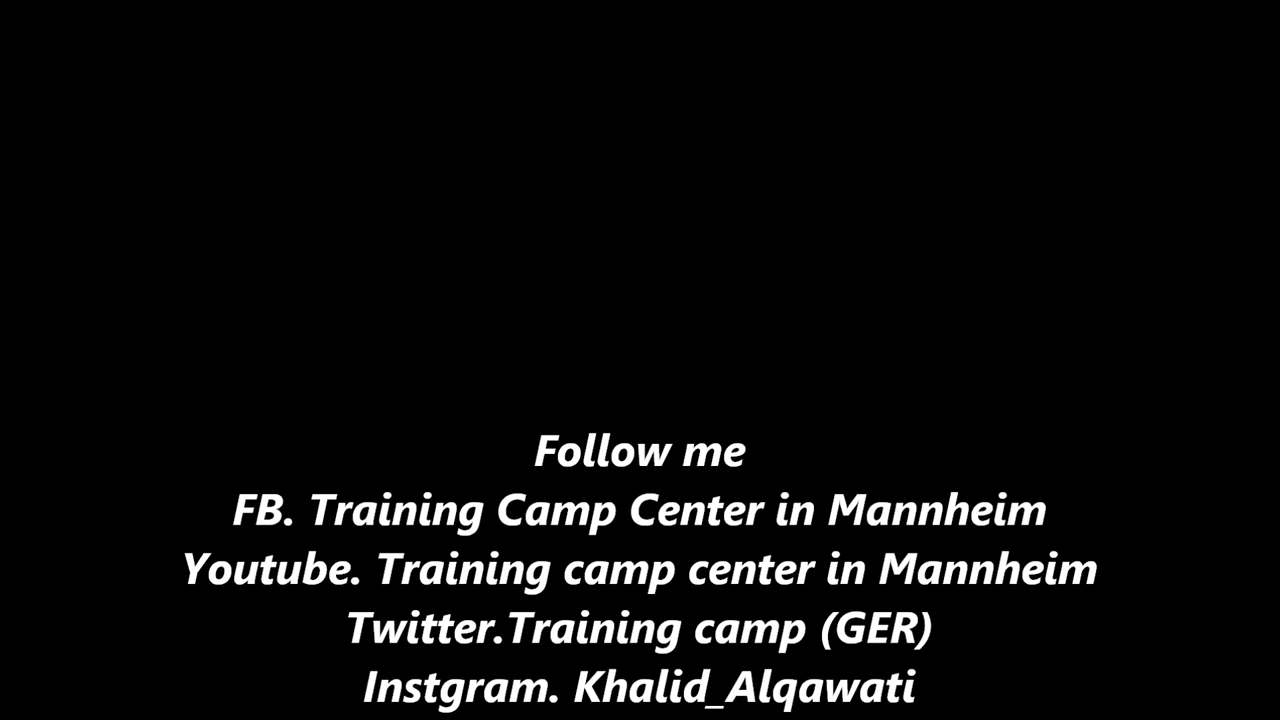 Follow me
FB. Training Camp Center in Mannheim
Youtube. Training camp center in Mannheim
Twitter.Training camp (GER)
Instgram. Khalid_Alqawati